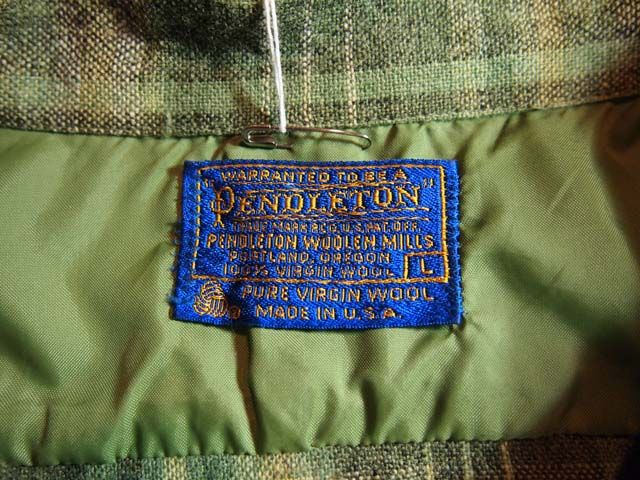 WARRANTED TO BE A
"PENDLETON"
TRADE MARK REG. U.S. PAT. OFF.
PENDLETON WOOLEN MILLS
PORTLAND, OREGON
100% VIRGIN WOOL L
PURE VIRGIN WOOL
MADE IN U.S.A.